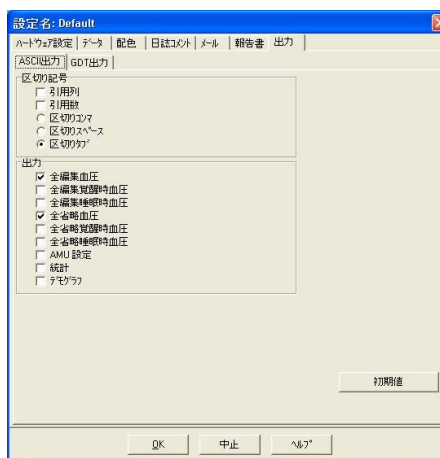 設定名: Default
ﾊｰﾄﾞｳｪｱ設定 ﾃﾞｰﾀ 配色 日誌ｺﾒﾝﾄ ﾒｰﾙ 報告書 出力
ASCII出力 GDT出力
区切り記号
引用列
引用数
区切りｺﾝﾏ
区切りｽﾍﾟｰｽ
区切りﾀﾌﾞ
出力
全編集血圧
全編集覚醒時血圧
全編集睡眠時血圧
全省略血圧
全省略覚醒時血圧
全省略睡眠時血圧
AMU 設定
統計
ﾃﾞﾓｸﾞﾗﾌ
初期値
OK 中止 ﾍﾙﾌﾟ